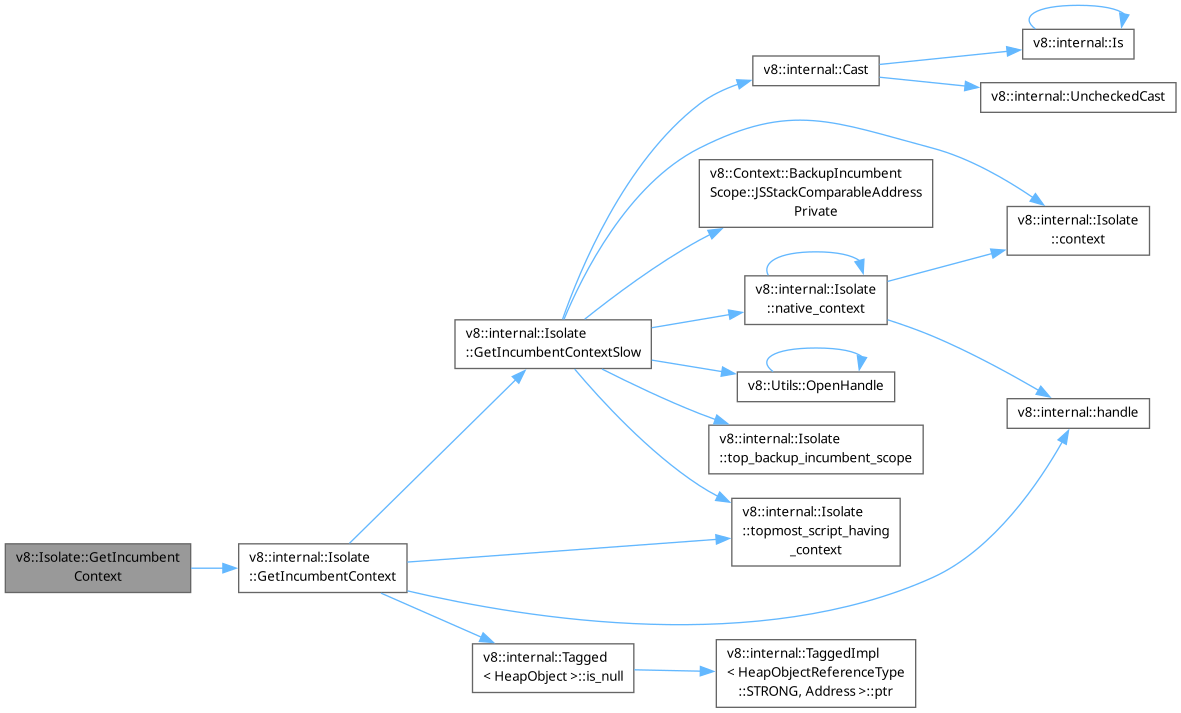 v8::Isolate::GetIncumbent
Context
v8::internal::Isolate
::GetIncumbentContext
v8::internal::Isolate
::GetIncumbentContextSlow
v8::internal::Cast
v8::internal::Is
v8::internal::UncheckedCast
v8::Context::BackupIncumbent
Scope::JSStackComparableAddress
Private
v8::internal::Isolate
::context
v8::internal::Isolate
::native_context
v8::Utils::OpenHandle
v8::internal::handle
v8::internal::Isolate
::top_backup_incumbent_scope
v8::internal::Isolate
::topmost_script_having
_context
v8::internal::Tagged
< HeapObject >::is_null
v8::internal::TaggedImpl
< HeapObjectReferenceType
::STRONG, Address >::ptr